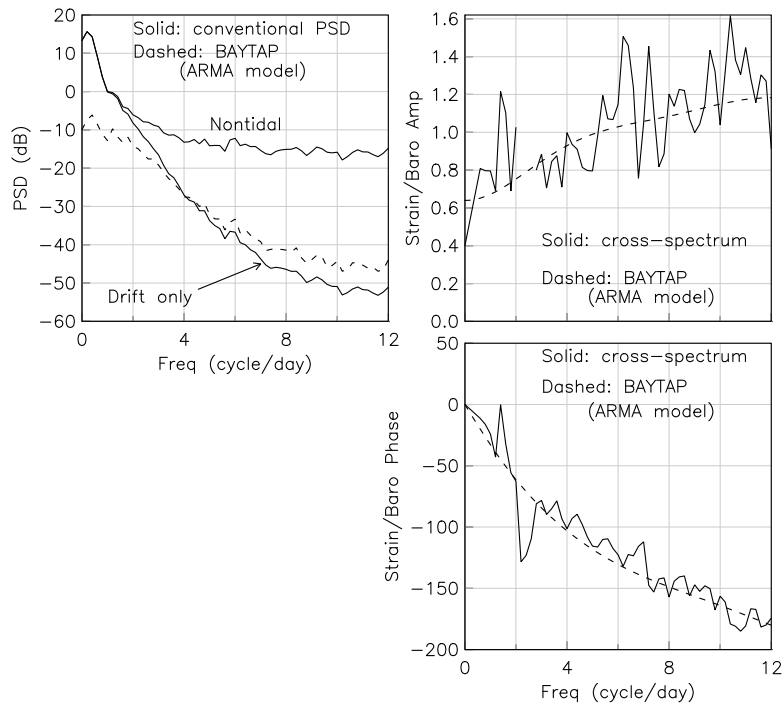 20
10
0
−10
−20
−30
−40
−50
−60
PSD (dB)
Solid: conventional PSD
Dashed: BAYTAP
(ARMA model)
Nontidal
Drift only
0
4
8
12
Freq (cycle/day)
1.6
1.4
1.2
1.0
0.8
0.6
0.4
0.2
0.0
Strain/Baro Amp
Solid: cross-spectrum
Dashed: BAYTAP
(ARMA model)
50
0
−50
−100
−150
−200
Strain/Baro Phase
Solid: cross-spectrum
Dashed: BAYTAP
(ARMA model)
0
4
8
12
Freq (cycle/day)